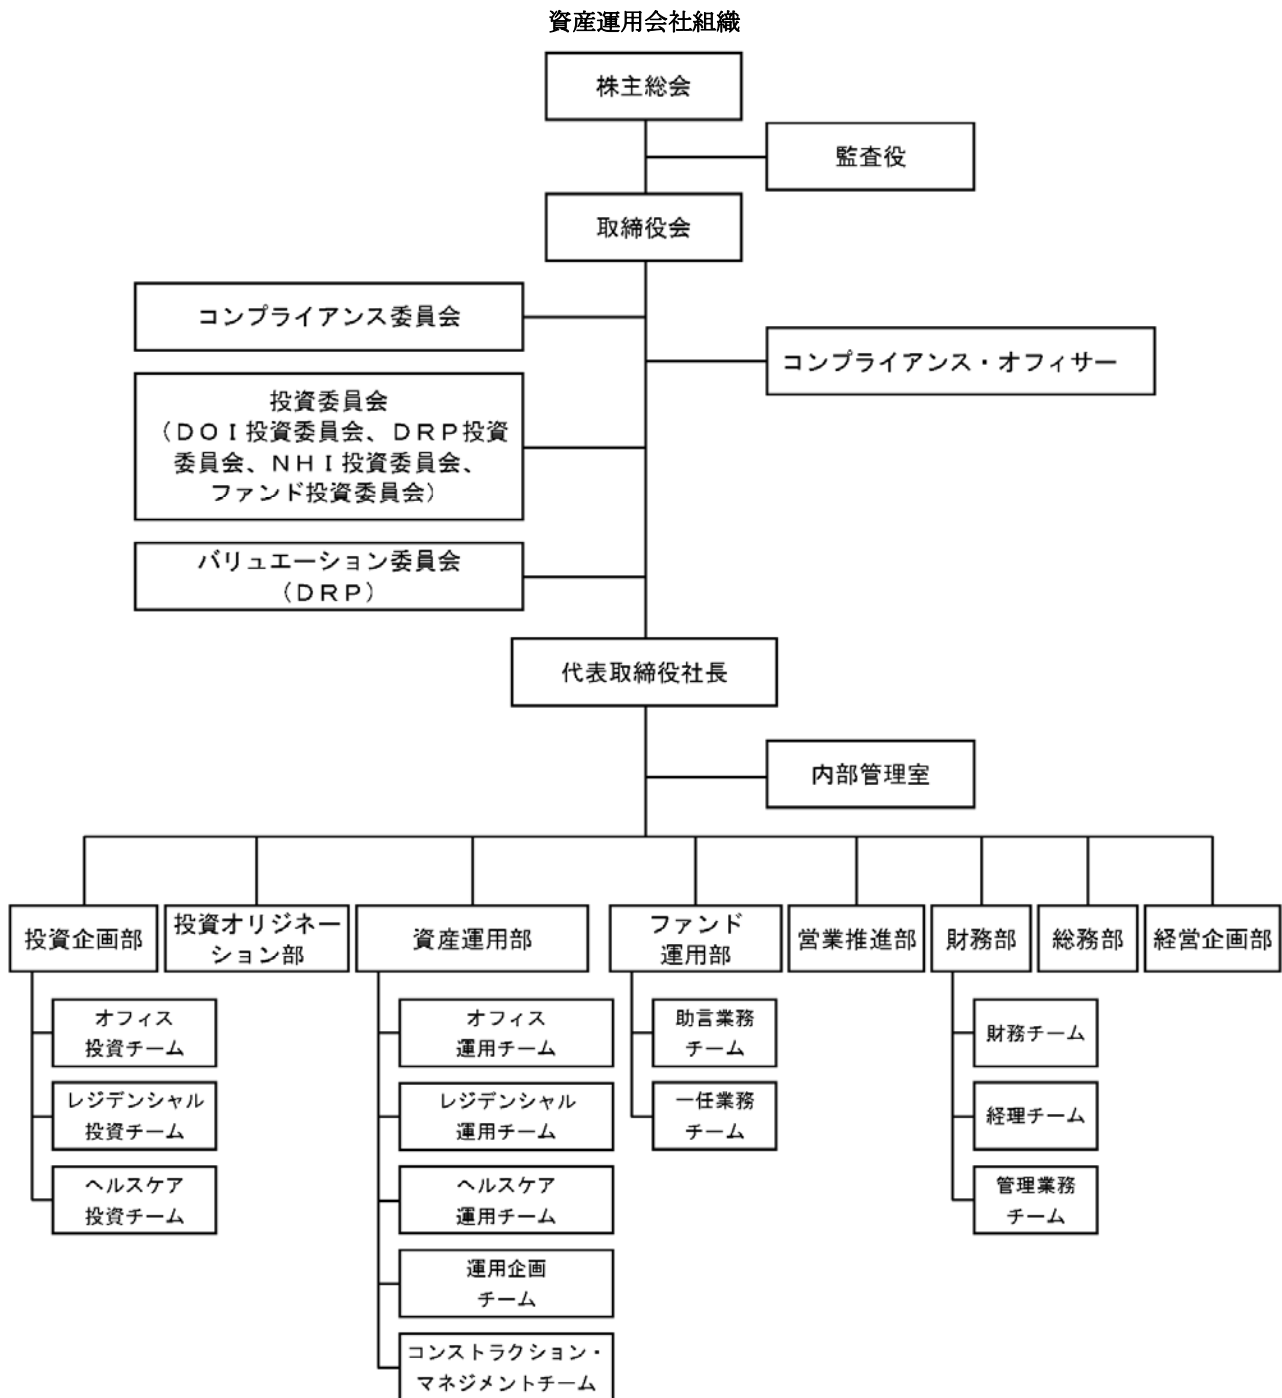 資産運用会社組織
株主総会
監査役
取締役会
コンプライアンス委員会
コンプライアンス・オフィサー
投資委員会
（ＤＯＩ投資委員会、ＤＲＰ投資
委員会、ＮＨＩ投資委員会、
ファンド投資委員会）
バリュエーション委員会
（ＤＲＰ）
代表取締役社長
内部管理室
投資企画部
投資オリジネー
ション部
資産運用部
ファンド
運用部
営業推進部
財務部
総務部
経営企画部
オフィス
投資チーム
レジデンシャル
投資チーム
ヘルスケア
投資チーム
オフィス
運用チーム
レジデンシャル
運用チーム
ヘルスケア
運用チーム
運用企画
チーム
コンストラクション・
マネジメントチーム
助言業務
チーム
一任業務
チーム
財務チーム
経理チーム
管理業務
チーム